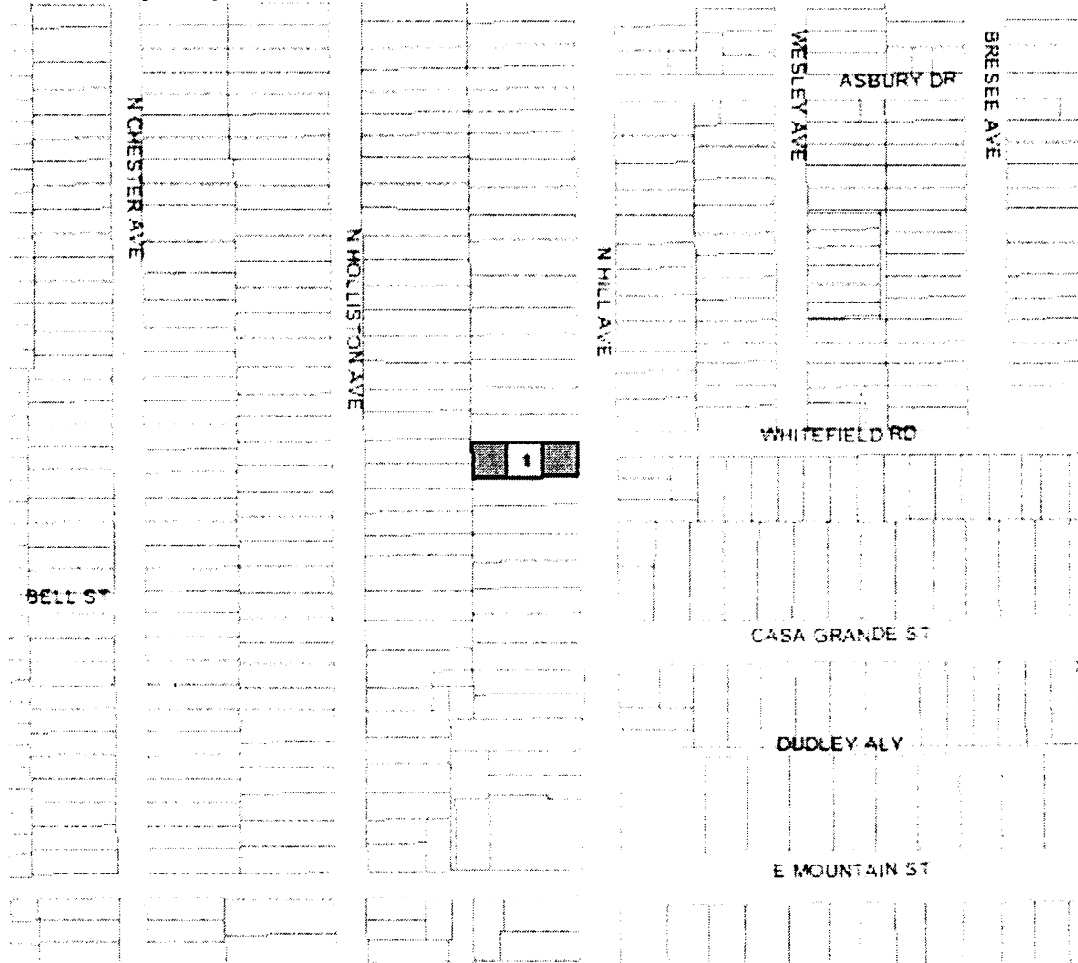 N CHESTER AVE
N HOLLISTON AVE
N HILL AVE
WESLEY AVE
ASBURY DR
BRESEE AVE
WHITEFIELD RD
1
BELL ST
CASA GRANDE ST
DUDLEY ALY
E MOUNTAIN ST